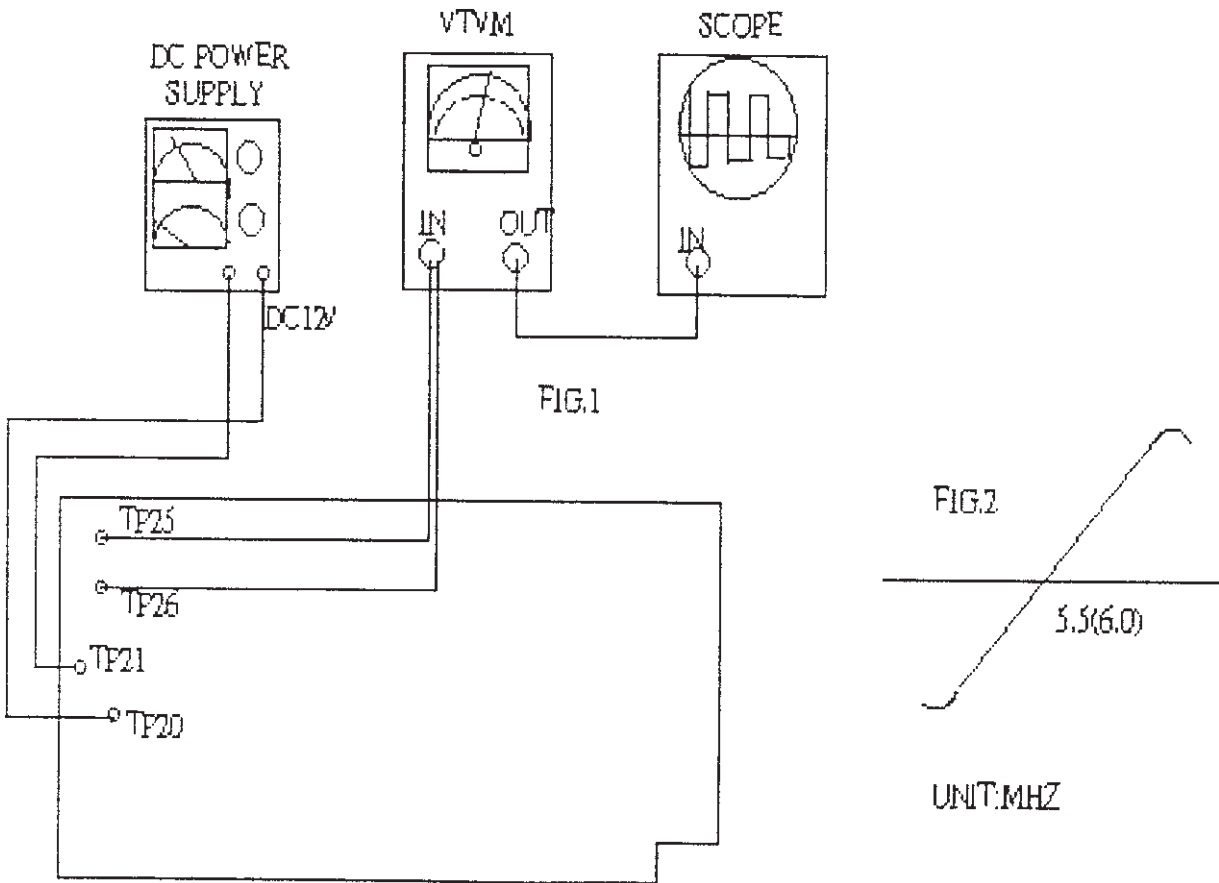 VTVM
SCOPE
DC POWER
SUPPLY
IN
OUT
IN
DC12V
FIG.1
TP25
TP26
TP21
TP20
FIG.2
5.5(6.0)
UNIT:MHZ